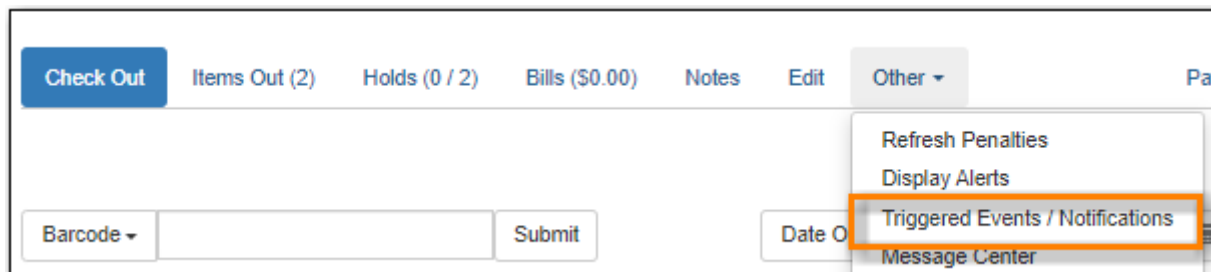 Check Out Items Out (2) Holds (0 / 2) Bills ($0.00) Notes Edit Other
Refresh Penalties
Display Alerts
Triggered Events / Notifications
Message Center
Barcode Submit Date O